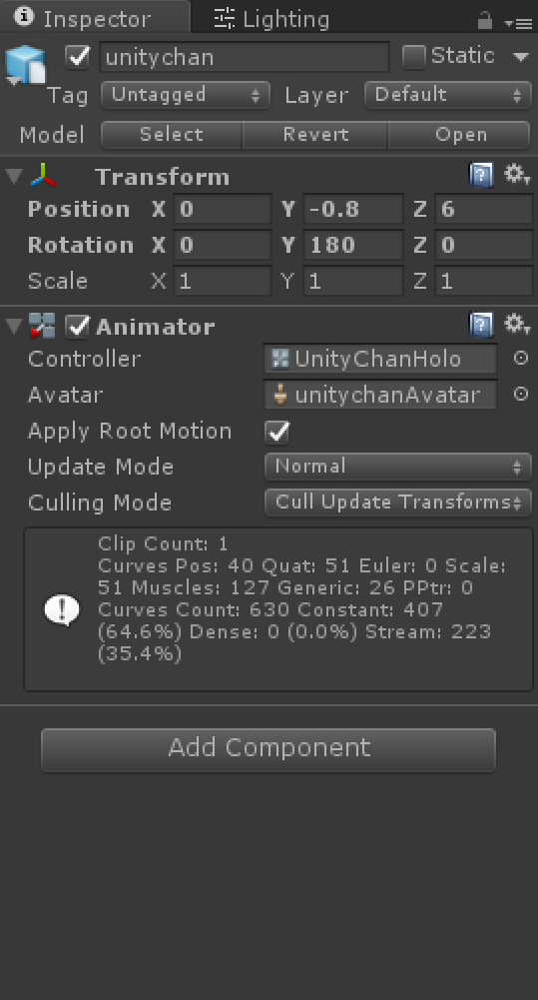 Inspector Lighting
unitychan Static
Tag Untagged Layer Default
Model Select Revert Open
Transform
Position X 0 Y -0.8 Z 6
Rotation X 0 Y 180 Z 0
Scale X 1 Y 1 Z 1
Animator
Controller UnityChanHolo
Avatar unitychanAvatar
Apply Root Motion
Update Mode Normal
Culling Mode Cull Update Transforms
Clip Count: 1
Curves Pos: 40 Quat: 51 Euler: 0 Scale:
51 Muscles: 127 Generic: 26 PPtr: 0
Curves Count: 630 Constant: 407
(64.6%) Dense: 0 (0.0%) Stream: 223
(35.4%)
Add Component